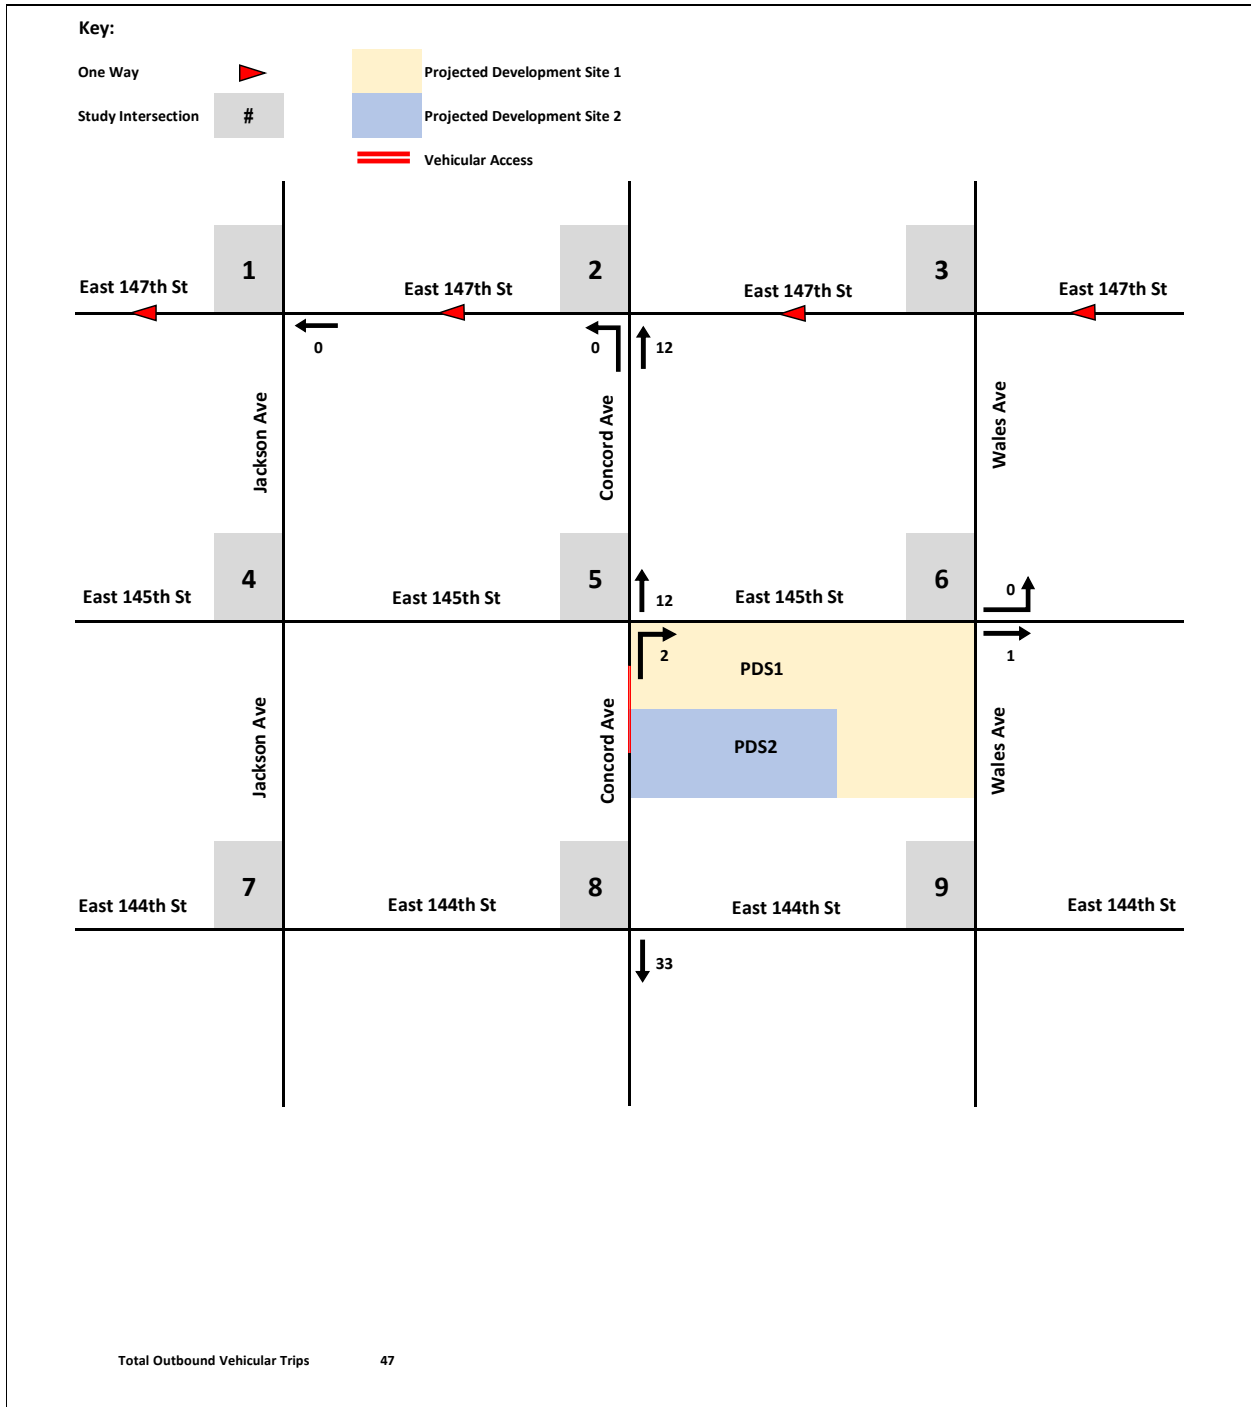 Key:
One Way
Projected Development Site 1
Study Intersection
#
Projected Development Site 2
Vehicular Access
1
2
3
East 147th St
East 147th St
East 147th St
East 147th St
0
0
12
Jackson Ave
Concord Ave
Wales Ave
4
5
6
East 145th St
East 145th St
12
East 145th St
0
2
1
PDS1
Jackson Ave
Concord Ave
PDS2
Wales Ave
7
8
9
East 144th St
East 144th St
East 144th St
East 144th St
33
Total Outbound Vehicular Trips 47